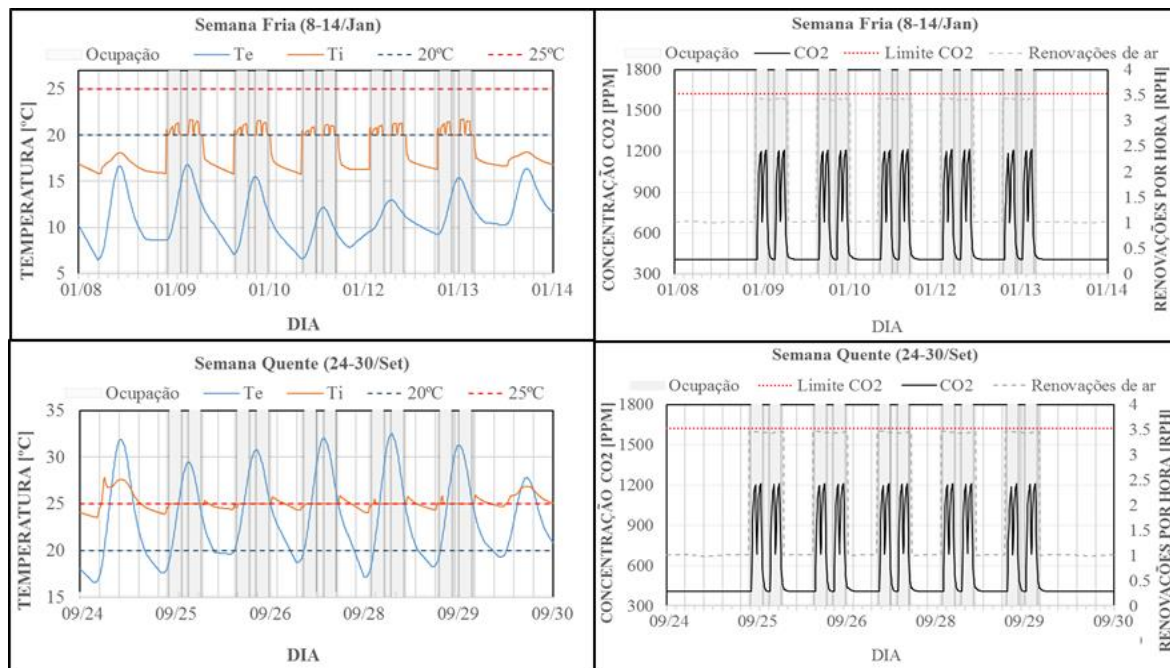 Semana Fria (8-14/Jan)
Ocupação Te Ti 20ºC 25ºC
TEMPERATURA [ºC]
25
20
15
10
5
01/08 01/09 01/10 01/12 01/13 01/14
DIA
Semana Fria (8-14/Jan)
Ocupação CO2 Limite CO2 Renovações de ar
CONCENTRAÇÃO CO2 [PPM]
1800
1500
1200
900
600
300
4
3.5
3
2.5
2
1.5
1
0.5
0
RENOVAÇÕES POR HORA [RPH]
01/08 01/09 01/10 01/12 01/13 01/14
DIA
Semana Quente (24-30/Set)
Ocupação Te Ti 20ºC 25ºC
TEMPERATURA [ºC]
35
30
25
20
15
09/24 09/25 09/26 09/28 09/29 09/30
DIA
Semana Quente (24-30/Set)
Ocupação Limite CO2 CO2 Renovações de ar
CONCENTRAÇÃO CO2 [PPM]
1800
1500
1200
900
600
300
4
3.5
3
2.5
2
1.5
1
0.5
0
RENOVAÇÕES POR HORA [RPH]
09/24 09/25 09/26 09/28 09/29 09/30
DIA